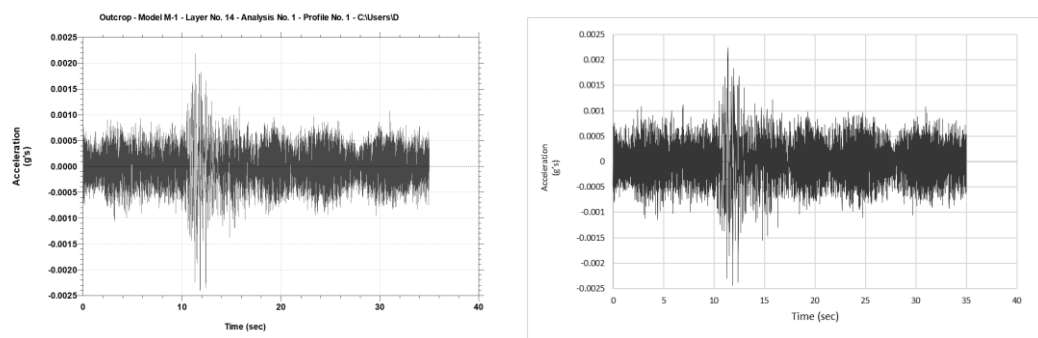 Outcrop - Model M-1 - Layer No. 14 - Analysis No. 1 - Profile No. 1 - C:\Users\D
0.0025
0.0020
0.0015
0.0010
0.0005
0.0000
-0.0005
-0.0010
-0.0015
-0.0020
-0.0025
Acceleration
(g's)
0 10 20 30 40
Time (sec)
0.0025
0.002
0.0015
0.001
0.0005
0
-0.0005
-0.001
-0.0015
-0.002
-0.0025
Acceleration
(g's)
0 5 10 15 20 25 30 35 40
Time (sec)